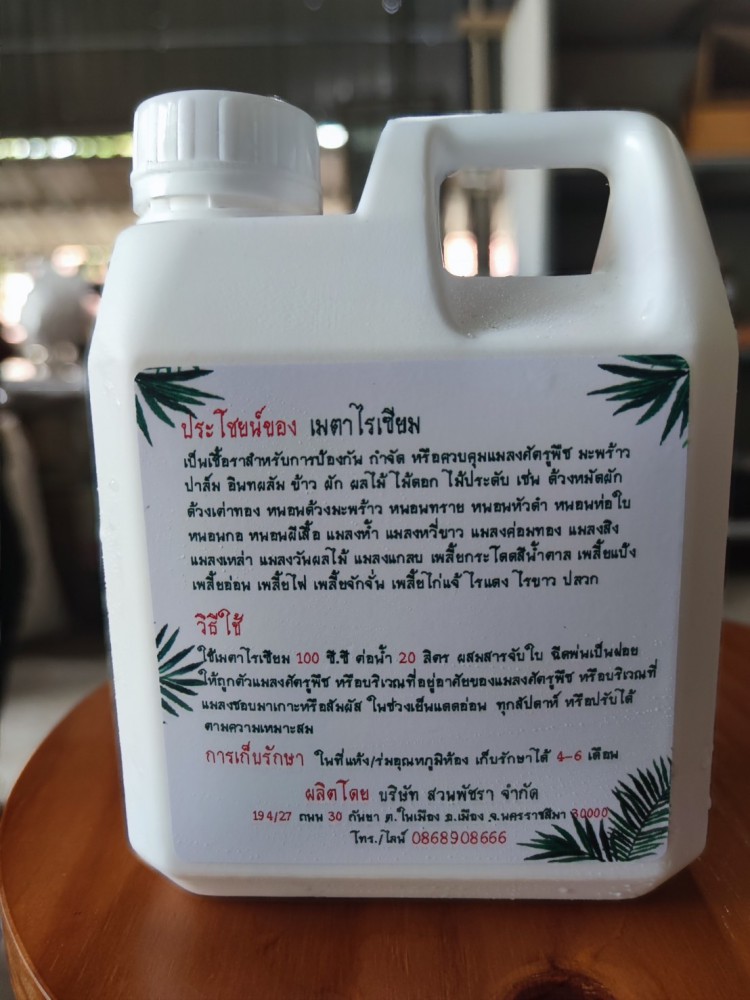 ประโยชน์ของ เมตาไรเซียม
เป็นเชื้อราสำหรับการป้องกัน กำจัด หรือควบคุมแมลงศัตรูพืช มะพร้าว
ปาล์ม อินทผลัม ข้าว ผัก ผลไม้ ไม้ดอก ไม้ประดับ เช่น ด้วงหมัดผัก
ด้วงเต่าทอง หนอนด้วงมะพร้าว หนอนทราย หนอนหัวดำ หนอนห่อใบ
หนอนกอ หนอนผีเสื้อ แมลงห้ำ แมลงหวี่ขาว แมลงค่อมทอง แมลงสิง
แมลงเหล่า แมลงวันผลไม้ แมลงแกลบ เพลี้ยกระโดดสีน้ำตาล เพลี้ยแป้ง
เพลี้ยอ่อน เพลี้ยไฟ เพลี้ยจักจั่น เพลี้ยไก่แจ้ ไรแดง ไรขาว ปลวก
วิธีใช้
ใช้เมตาไรเซียม 100 ซี.ซี ต่อน้ำ 20 ลิตร ผสมสารจับใบ ฉีดพ่นเป็นฝอย
ให้ถูกตัวแมลงศัตรูพืช หรือบริเวณที่อยู่อาศัยของแมลงศัตรูพืช หรือบริเวณที่
แมลงชอบมาเกาะหรือสัมผัส ในช่วงเย็นแดดอ่อน ทุกสัปดาห์ หรือปรับได้
ตามความเหมาะสม
การเก็บรักษา ในที่แห้ง/ร่มอุณหภูมิห้อง เก็บรักษาได้ 4-6 เดือน
ผลิตโดย บริษัท สวนพัชรา จำกัด
194/27 ถนน 30 กันยา ต.ในเมือง อ.เมือง จ.นครราชสีมา 30000
โทร./ไลน์ 0868908666